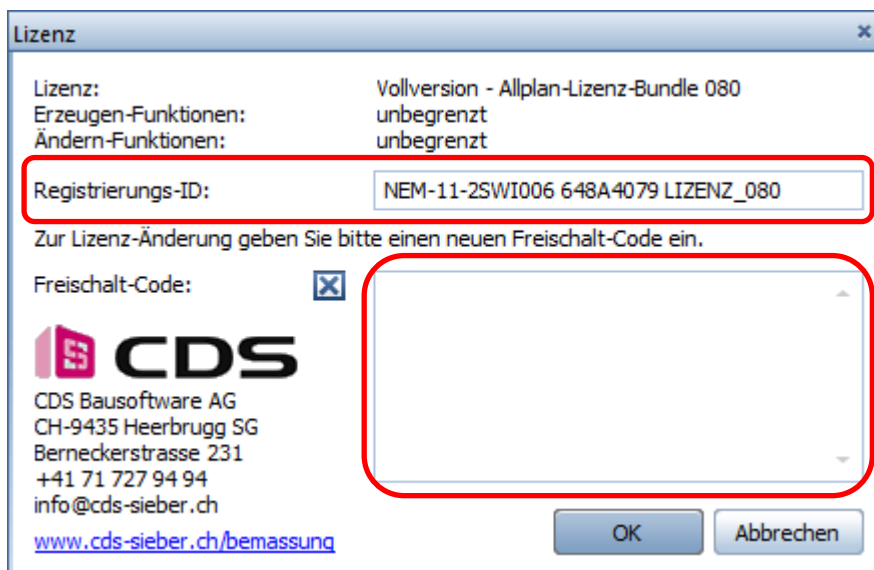 Lizenz
Lizenz: Vollversion - Allplan-Lizenz-Bundle 080
Erzeugen-Funktionen: unbegrenzt
Ändern-Funktionen: unbegrenzt
Registrierungs-ID: NEM-11-2SWI006 648A4079 LIZENZ_080
Zur Lizenz-Änderung geben Sie bitte einen neuen Freischalt-Code ein.
Freischalt-Code:
CDS
CDS Bausoftware AG
CH-9435 Heerbrugg SG
Berneckerstrasse 231
+41 71 727 94 94
info@cds-sieber.ch
www.cds-sieber.ch/bemassung
OK Abbrechen